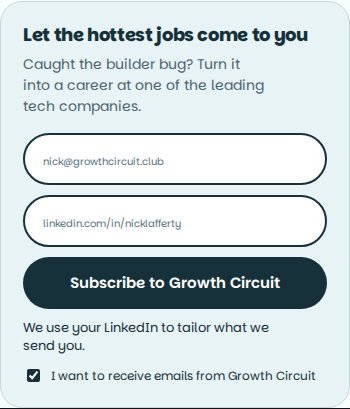 Let the hottest jobs come to you
Caught the builder bug? Turn it
into a career at one of the leading
tech companies.
nick@growthcircuit.club
linkedin.com/in/nicklafferty
Subscribe to Growth Circuit
We use your LinkedIn to tailor what we
send you.
I want to receive emails from Growth Circuit